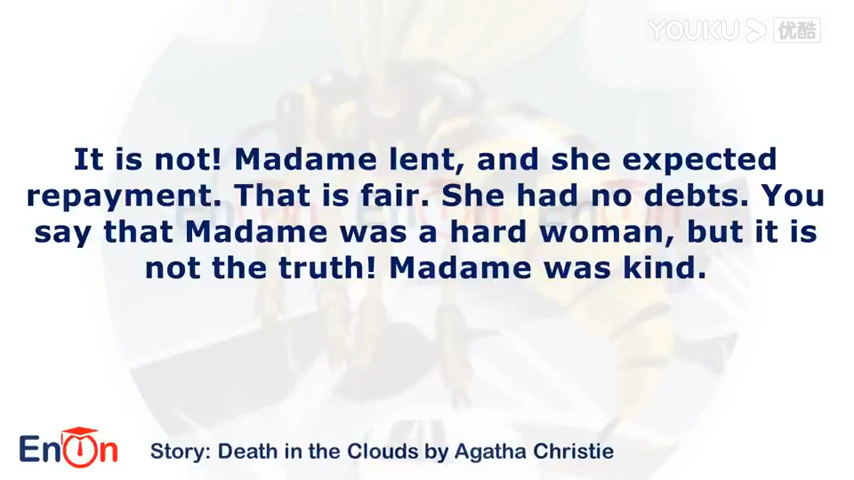 YOUKU 优酷
It is not! Madame lent, and she expected
repayment. That is fair. She had no debts. You
say that Madame was a hard woman, but it is
not the truth! Madame was kind.
EnOn
Story: Death in the Clouds by Agatha Christie